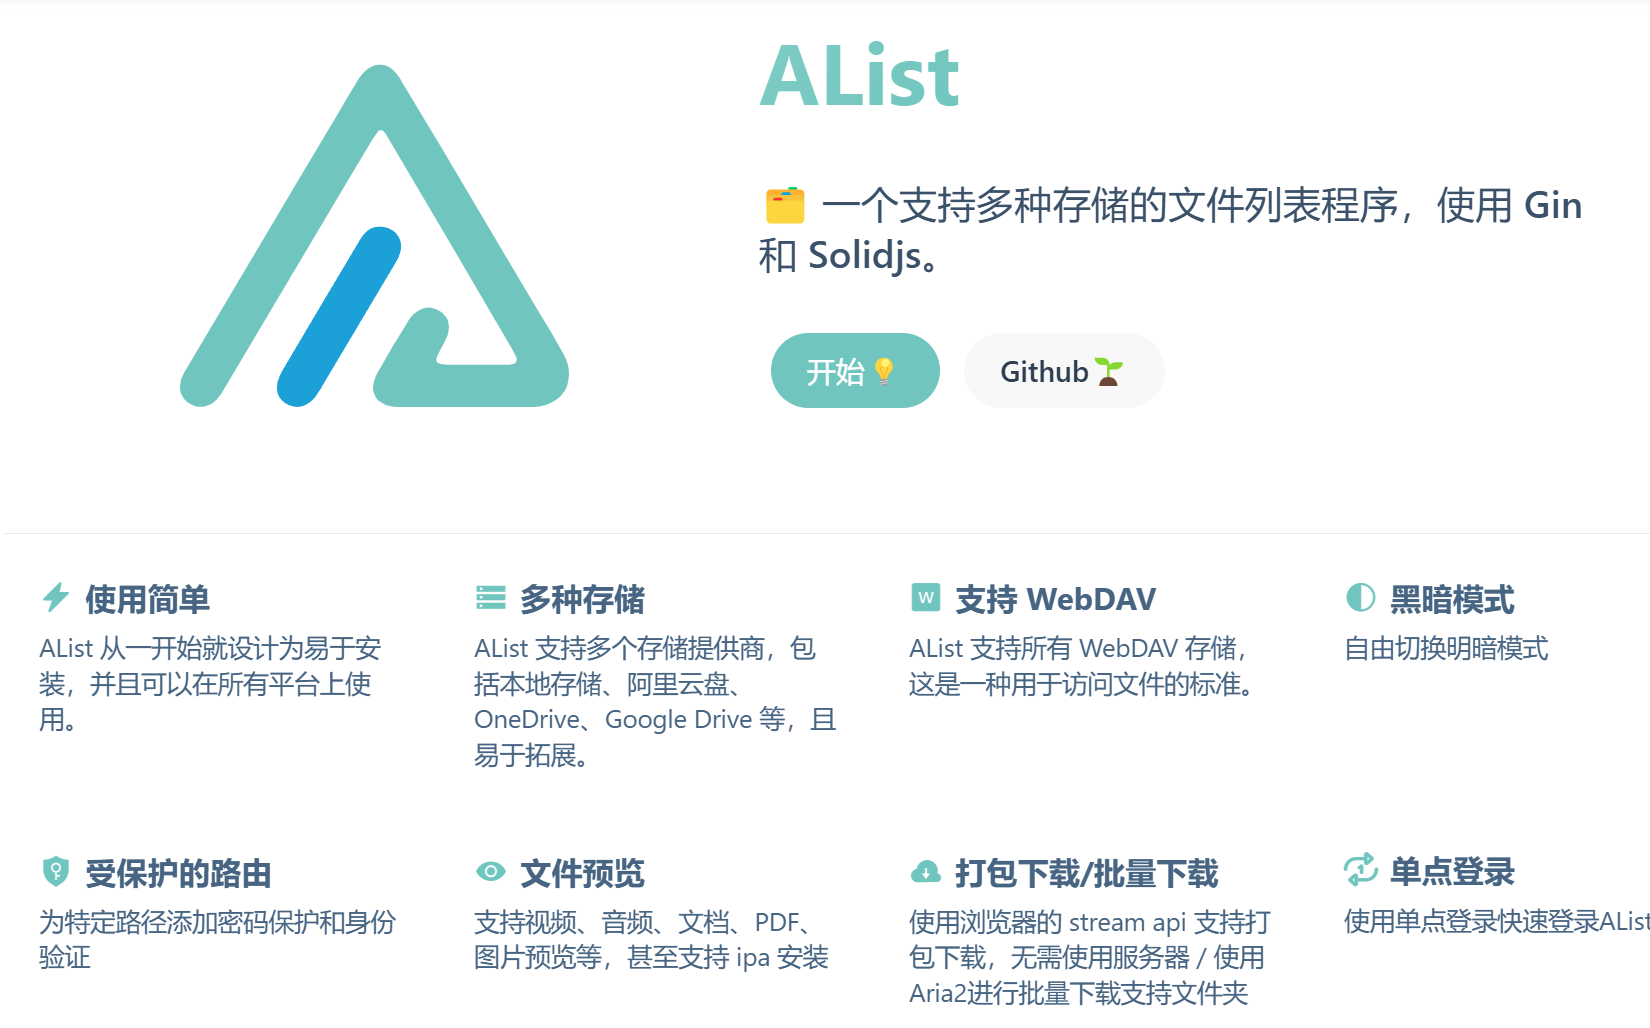 AList
🗂️ 一个支持多种存储的文件列表程序，使用 Gin
和 Solidjs。
开始💡
Github🌱
使用简单
AList 从一开始就设计为易于安
装，并且可以在所有平台上使
用。
多种存储
AList 支持多个存储提供商，包
括本地存储、阿里云盘、
OneDrive、Google Drive 等，且
易于拓展。
W
支持 WebDAV
AList 支持所有 WebDAV 存储，
这是一种用于访问文件的标准。
黑暗模式
自由切换明暗模式
受保护的路由
为特定路径添加密码保护和身份
验证
文件预览
支持视频、音频、文档、PDF、
图片预览等，甚至支持 ipa 安装
打包下载/批量下载
使用浏览器的 stream api 支持打
包下载，无需使用服务器 / 使用
Aria2进行批量下载支持文件夹
1
单点登录
使用单点登录快速登录AList